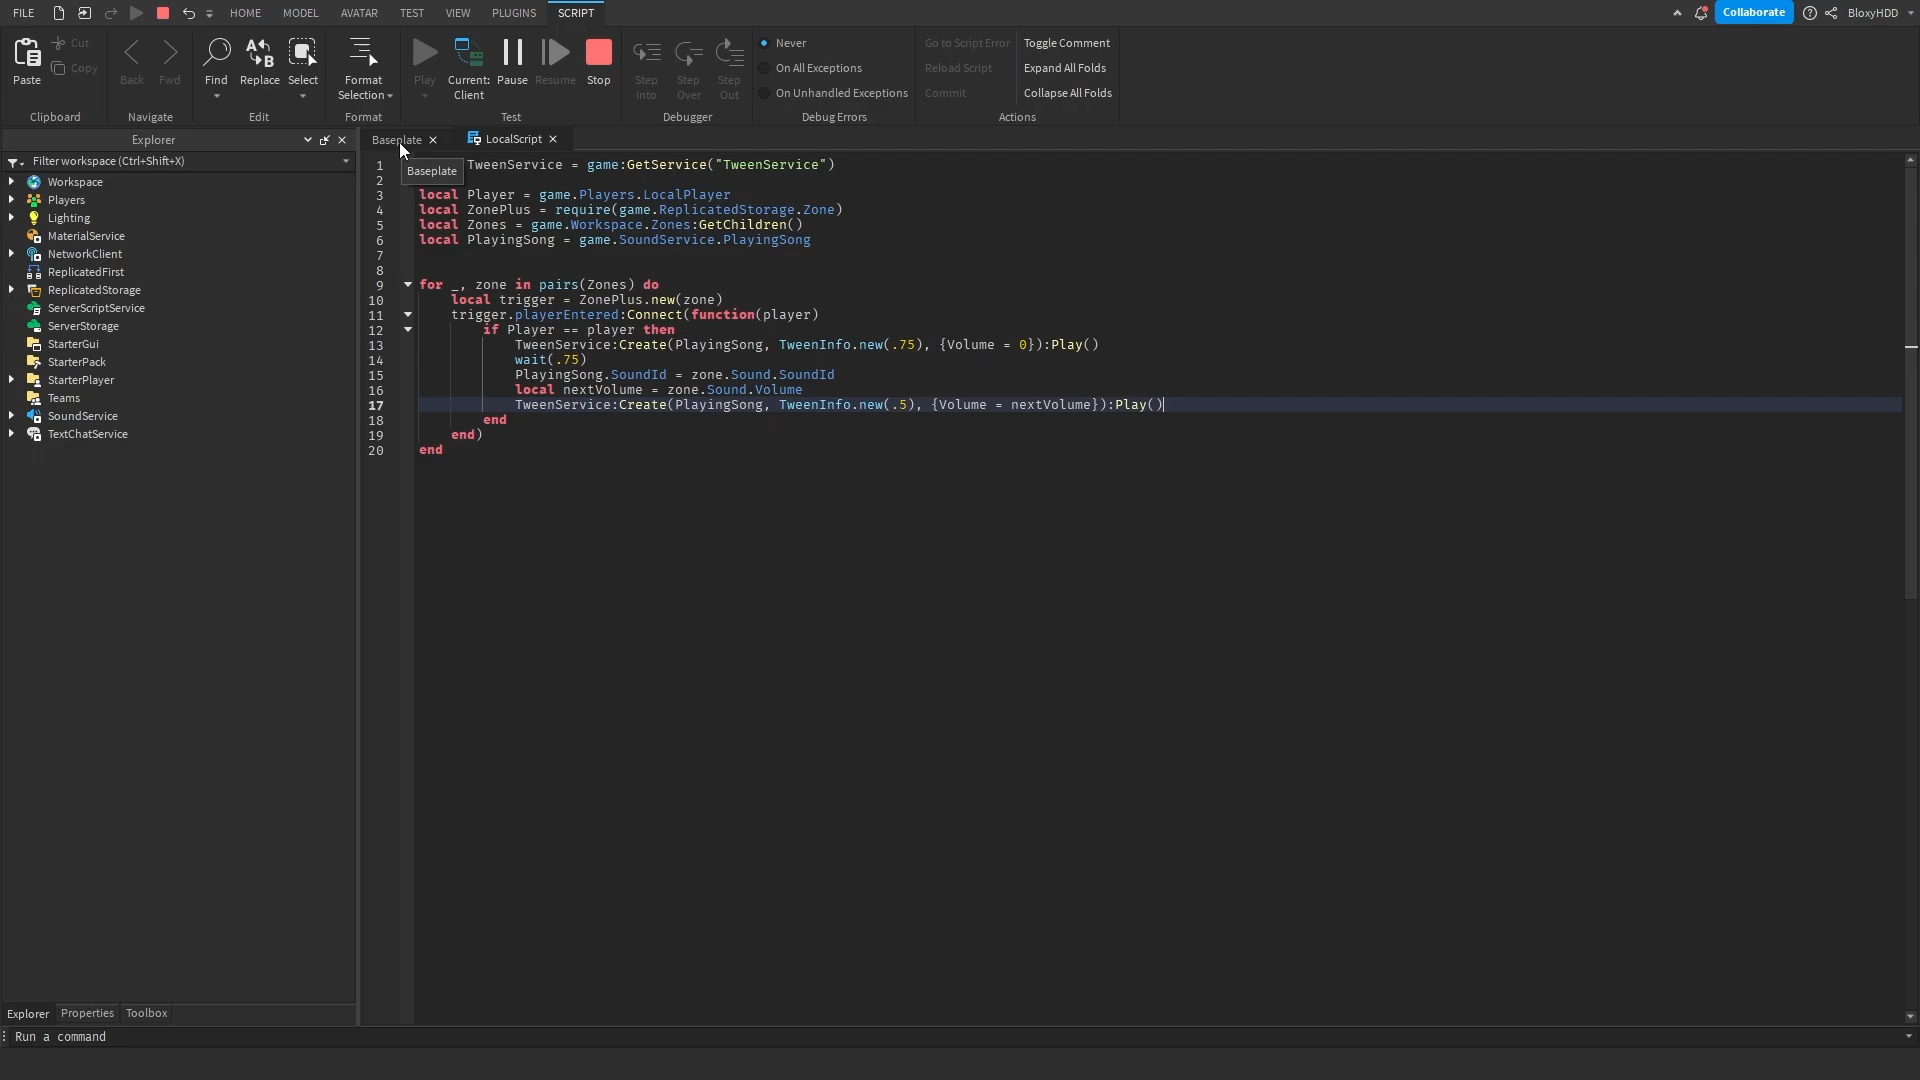 FILE HOME MODEL AVATAR TEST VIEW PLUGINS SCRIPT Collaborate BloxyHDD
Paste Cut Copy Back Fwd Find Replace Select Format Selection Play Current: Client Pause Resume Stop Step Into Step Over Step Out
Never
On All Exceptions
On Unhandled Exceptions
Go to Script Error
Reload Script
Commit
Toggle Comment
Expand All Folds
Collapse All Folds
Clipboard Navigate Edit Format Test Debugger Debug Errors Actions
Explorer
Filter workspace (Ctrl+Shift+X)
Workspace
Players
Lighting
MaterialService
NetworkClient
ReplicatedFirst
ReplicatedStorage
ServerScriptService
ServerStorage
StarterGui
StarterPack
StarterPlayer
Teams
SoundService
TextChatService
Explorer Properties Toolbox
Baseplate LocalScript
Baseplate
1 TweenService = game:GetService("TweenService")
2
3 local Player = game.Players.LocalPlayer
4 local ZonePlus = require(game.ReplicatedStorage.Zone)
5 local Zones = game.Workspace.Zones:GetChildren()
6 local PlayingSong = game.SoundService.PlayingSong
7
8
9 for _, zone in pairs(Zones) do
10 local trigger = ZonePlus.new(zone)
11 trigger.playerEntered:Connect(function(player)
12 if Player == player then
13 TweenService:Create(PlayingSong, TweenInfo.new(.75), {Volume = 0}):Play()
14 wait(.75)
15 PlayingSong.SoundId = zone.Sound.SoundId
16 local nextVolume = zone.Sound.Volume
17 TweenService:Create(PlayingSong, TweenInfo.new(.5), {Volume = nextVolume}):Play()
18 end
19 end)
20 end
Run a command